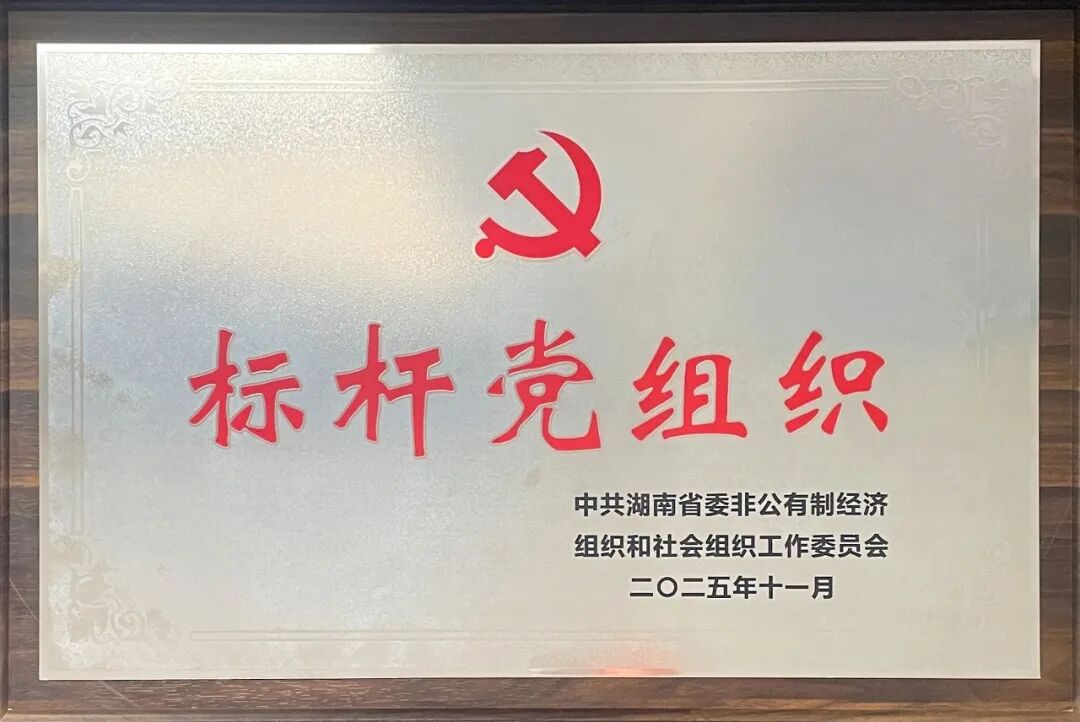 标杆党组织
中共湖南省委非公有制经济
组织和社会组织工作委员会
二〇二五年十一月